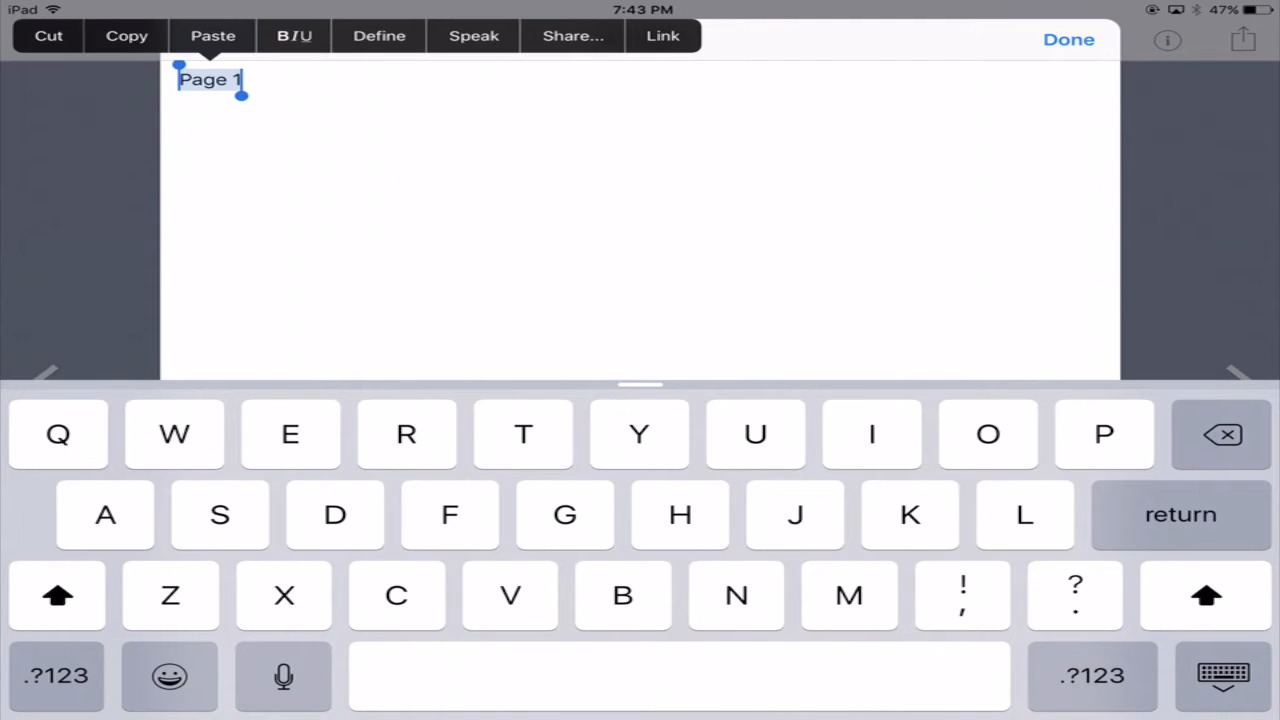 iPad 7:43 PM 47%
Cut Copy Paste BIU Define Speak Share... Link Done
Page 1
Q W E R T Y U I O P
A S D F G H J K L return
Z X C V B N M ! , ? .
.?123 .?123